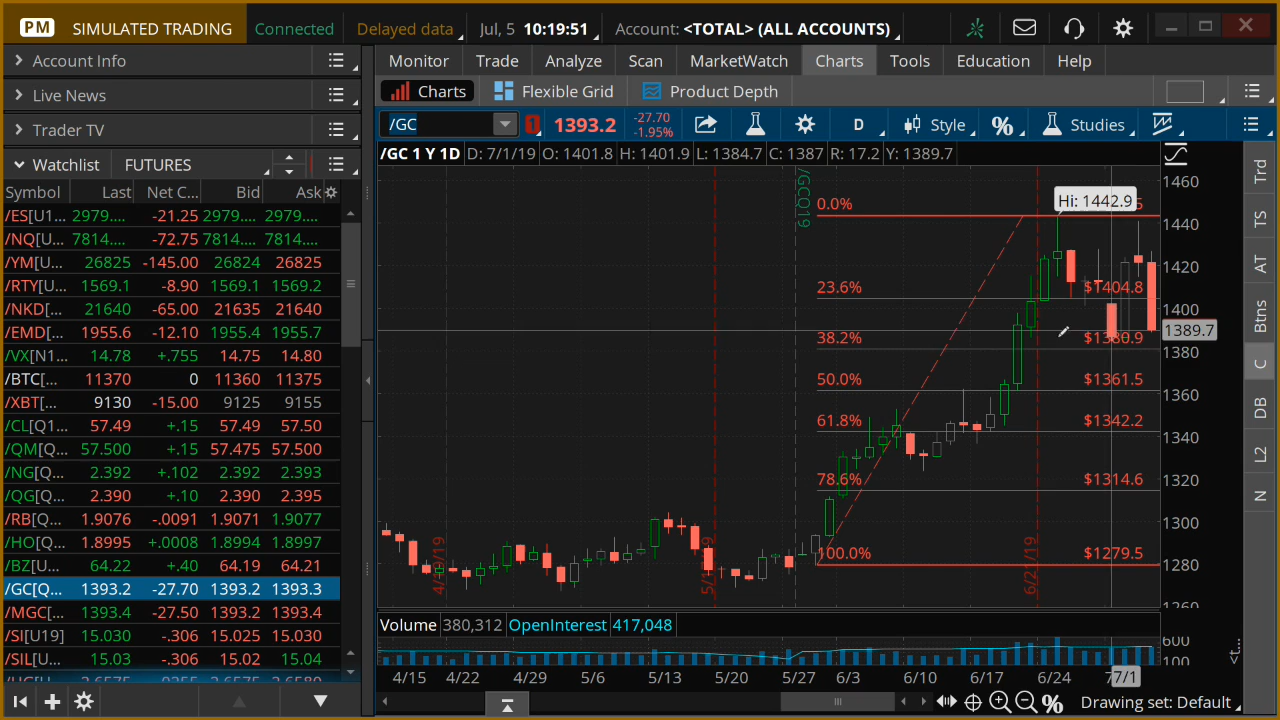 PM SIMULATED TRADING Connected Delayed data Jul, 5 10:19:51 Account: <TOTAL> (ALL ACCOUNTS)
Account Info
Live News
Trader TV
Watchlist FUTURES
Symbol Last Net C... Bid Ask
/ES[U1... 2979.... -21.25 2979.... 2979....
/NQ[U... 7814.... -72.75 7814.... 7814....
/YM[U... 26825 -145.00 26824 26825
/RTY[U... 1569.1 -8.90 1569.1 1569.2
/NKD[... 21640 -65.00 21635 21640
/EMD[... 1955.6 -12.10 1955.4 1955.7
/VX[N1... 14.78 +.755 14.75 14.80
/BTC[... 11370 0 11360 11375
/XBT[... 9130 -15.00 9125 9155
/CL[Q1... 57.49 +.15 57.49 57.50
/QM[Q... 57.500 +.15 57.475 57.500
/NG[Q... 2.392 +.102 2.392 2.393
/QG[Q... 2.390 +.10 2.390 2.395
/RB[Q... 1.9076 -.0091 1.9071 1.9077
/HO[Q... 1.8995 +.0008 1.8994 1.8997
/BZ[U... 64.22 +.40 64.19 64.21
/GC[Q... 1393.2 -27.70 1393.2 1393.3
/MGC[... 1393.4 -27.50 1393.2 1393.4
/SI[U19] 15.030 -.306 15.025 15.030
/SIL[U... 15.03 -.306 15.02 15.04
Monitor Trade Analyze Scan MarketWatch Charts Tools Education Help
Charts Flexible Grid Product Depth
/GC 1 1393.2 -27.70 -1.95% D Style % Studies
/GC 1 Y 1D D: 7/1/19 O: 1401.8 H: 1401.9 L: 1384.7 C: 1387 R: 17.2 Y: 1389.7
/GCQ19
Hi: 1442.9
0.0%
23.6% $1404.8
38.2% $1380.9
50.0% $1361.5
61.8% $1342.2
78.6% $1314.6
100.0% $1279.5
6/21/19
1460
1440
1420
1400
1389.7
1380
1360
1340
1320
1300
1280
1260
Volume 380,312 OpenInterest 417,048
600
100
4/15 4/22 4/29 5/6 5/13 5/20 5/27 6/3 6/10 6/17 6/24 7/1
% Drawing set: Default
Trd
TS
AT
Btns
C
DB
L2
N